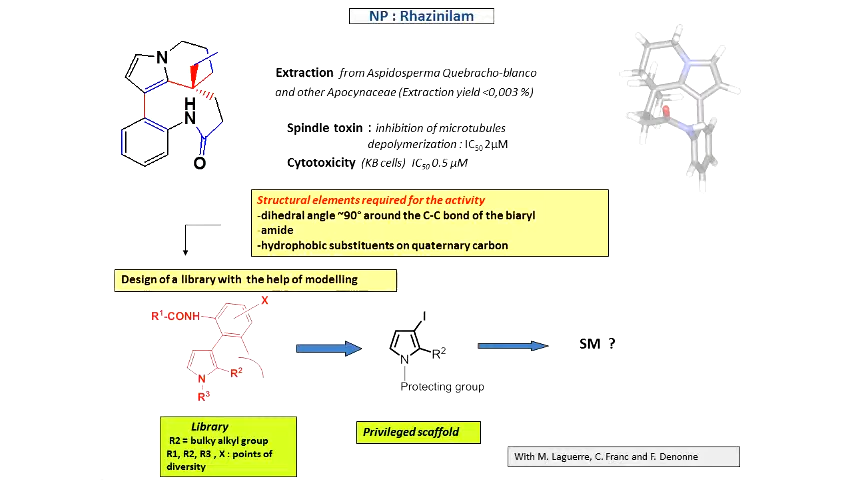 NP : Rhazinilam
N
H
N
O
Extraction from Aspidosperma Quebracho-blanco
and other Apocynaceae (Extraction yield <0,003 %)
Spindle toxin : inhibition of microtubules
depolymerization : IC50 2µM
Cytotoxicity (KB cells) IC50 0.5 µM
Structural elements required for the activity
-dihedral angle ~90° around the C-C bond of the biaryl
-amide
-hydrophobic substituents on quaternary carbon
Design of a library with the help of modelling
X
R1-CONH
R2
N
R3
I
R2
N
Protecting group
SM ?
Library
R2 = bulky alkyl group
R1, R2, R3 , X : points of
diversity
Privileged scaffold
With M. Laguerre, C. Franc and F. Denonne